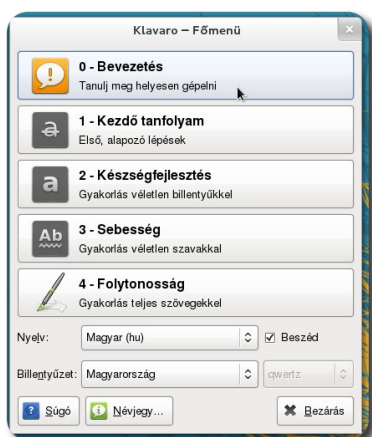 Klavaro – Főmenü
0 - Bevezetés
Tanulj meg helyesen gépelni
1 - Kezdő tanfolyam
a
Első, alapozó lépések
2 - Készségfejlesztés
a
Gyakorlás véletlen billentyűkkel
3 - Sebesség
Ab
Gyakorlás véletlen szavakkal
4 - Folytonosság
Gyakorlás teljes szövegekkel
Nyelv: Magyar (hu) Beszéd
Billentyűzet: Magyarország qwertz
Súgó Névjegy... Bezárás